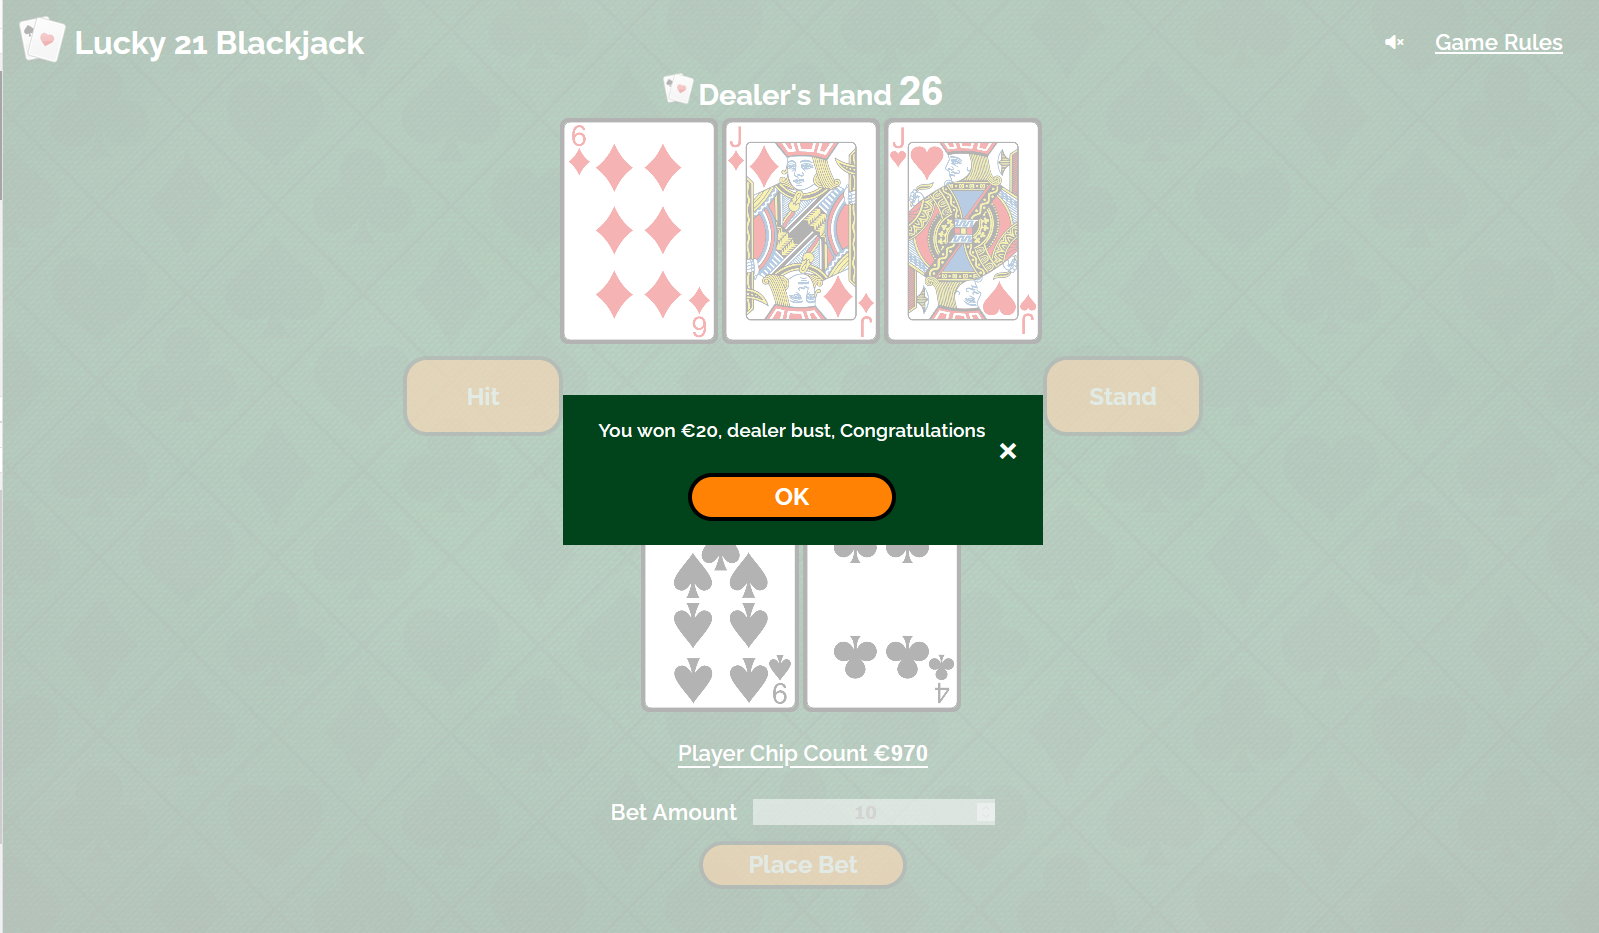 Lucky 21 Blackjack
Game Rules
Dealer's Hand 26
6
J
J
6
J
J
Hit
Stand
You won €20, dealer bust, Congratulations
×
OK
9
4
Player Chip Count €970
Bet Amount 10
Place Bet